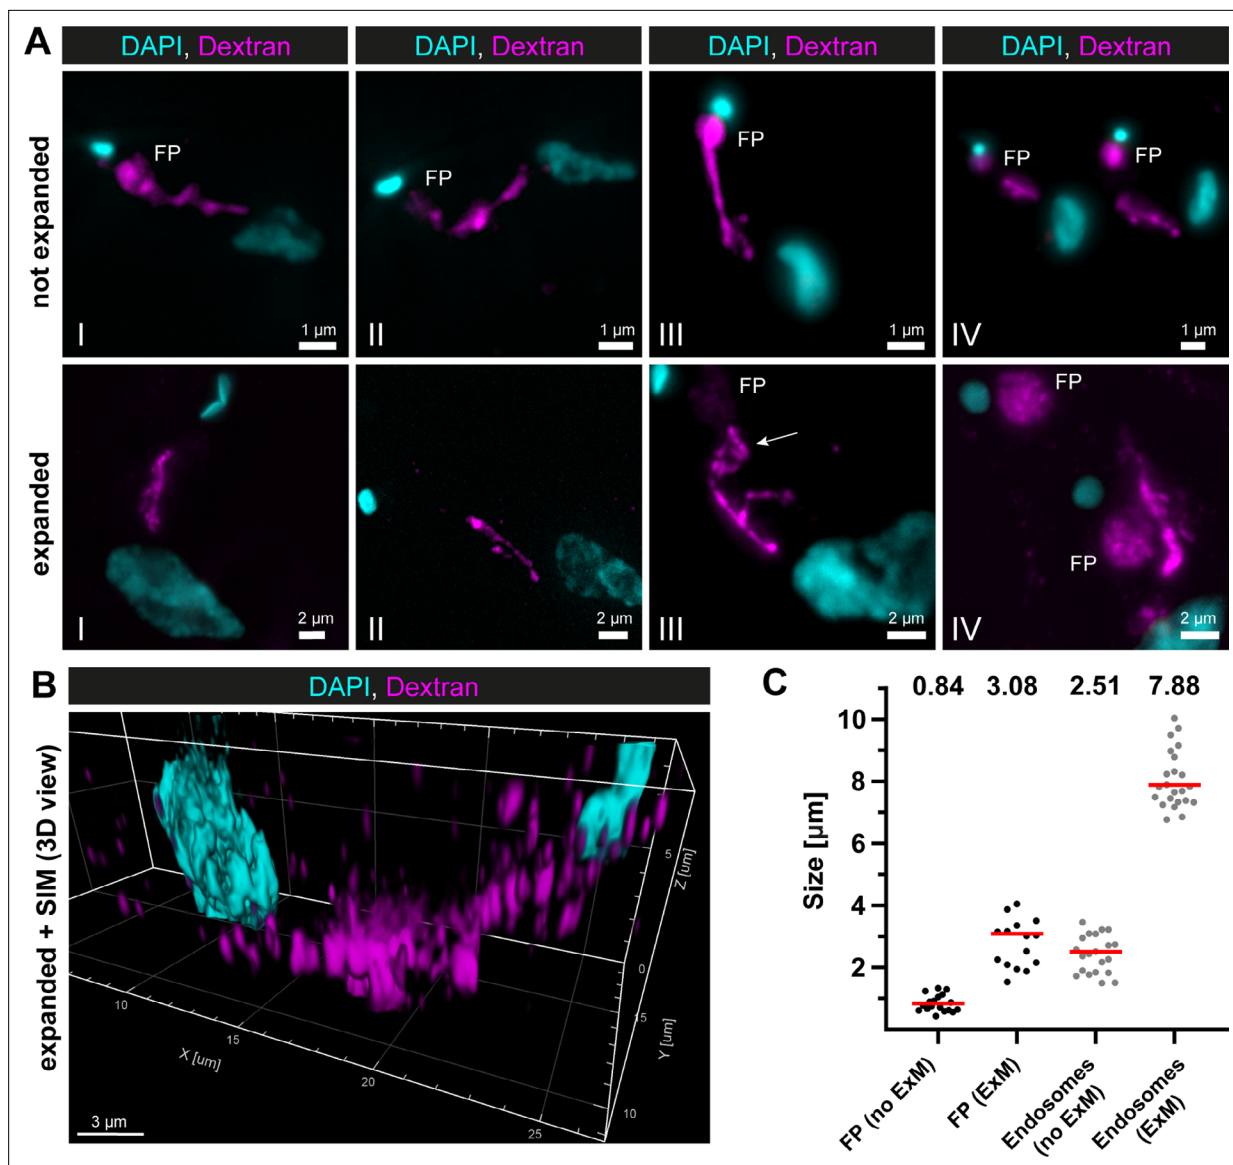 A
DAPI, Dextran
DAPI, Dextran
DAPI, Dextran
DAPI, Dextran
not expanded
FP
I
1 µm
FP
II
1 µm
FP
III
1 µm
FP
FP
IV
1 µm
expanded
I
2 µm
II
2 µm
FP
III
2 µm
FP
FP
IV
2 µm
B
DAPI, Dextran
expanded + SIM (3D view)
10
15
20
25
X [um]
5
0
Z [um]
15
10
Y [um]
3 µm
C
0.84 3.08 2.51 7.88
Size [µm]
10
8
6
4
2
FP (no ExM)
FP (ExM)
Endosomes
(no ExM)
Endosomes
(ExM)